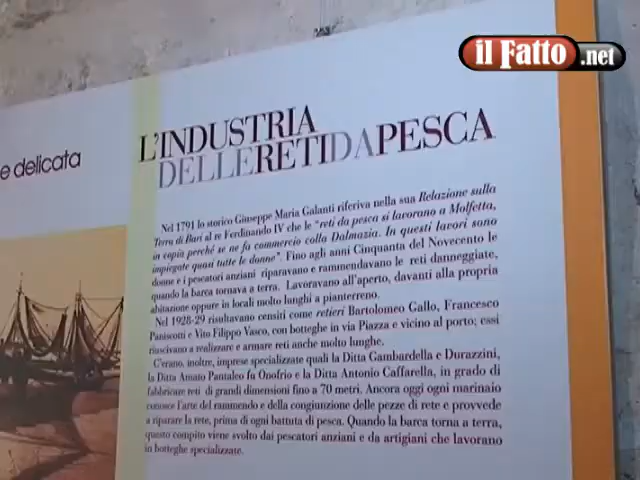 il Fatto.net
e delicata
L'INDUSTRIA
DELLERETIDAPESCA
Nel 1791 lo storico Giuseppe Maria Galanti riferiva nella sua Relazione sulla
Terra di Bari al re Ferdinando IV che le "reti da pesca si lavorano a Molfetta,
in copia perché se ne fa commercio colla Dalmazia. In questi lavori sono
impiegate quasi tutte le donne". Fino agli anni Cinquanta del Novecento le
donne e i pescatori anziani riparavano e rammendavano le reti danneggiate,
quando la barca tornava a terra. Lavoravano all'aperto, davanti alla propria
abitazione oppure in locali molto lunghi a pianterreno.
Nel 1928-29 risultavano censiti come retieri Bartolomeo Gallo, Francesco
Paniscotti e Vito Filippo Vasco, con botteghe in via Piazza e vicino al porto; essi
riuscivano a realizzare e armare reti anche molto lunghe.
C'erano, inoltre, imprese specializzate quali la Ditta Gambardella e Durazzini,
la Ditta Amato Pantaleo fu Onofrio e la Ditta Antonio Caffarella, in grado di
fabbricare reti di grandi dimensioni fino a 70 metri. Ancora oggi ogni marinaio
conosce l'arte del rammendo e della congiunzione delle pezze di rete e provvede
a riparare la rete, prima di ogni battuta di pesca. Quando la barca torna a terra,
questo compito viene svolto dai pescatori anziani e da artigiani che lavorano
in botteghe specializzate.